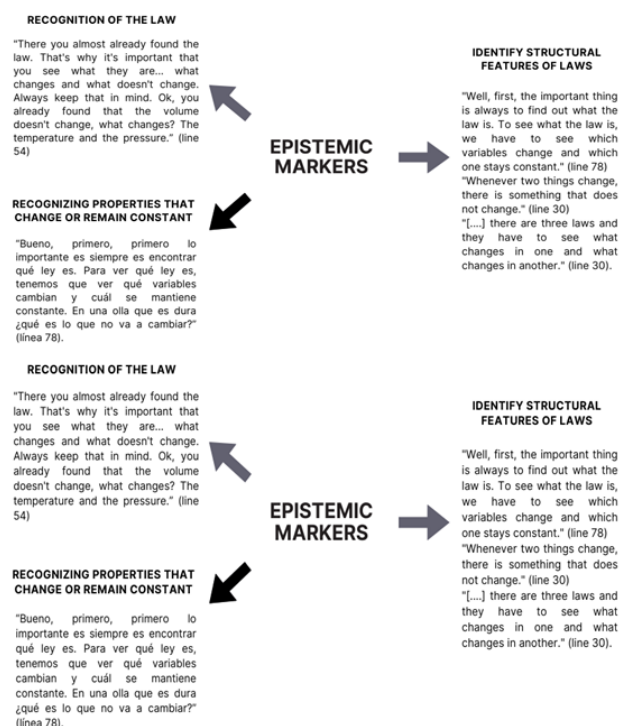 RECOGNITION OF THE LAW
"There you almost already found the
law. That's why it's important that
you see what they are... what
changes and what doesn't change.
Always keep that in mind. Ok, you
already found that the volume
doesn't change, what changes? The
temperature and the pressure." (line
54)
EPISTEMIC
MARKERS
IDENTIFY STRUCTURAL
FEATURES OF LAWS
"Well, first, the important thing
is always to find out what the
law is. To see what the law is,
we have to see which
variables change and which
one stays constant." (line 78)
"Whenever two things change,
there is something that does
not change." (line 30)
"[....] there are three laws and
they have to see what
changes in one and what
changes in another." (line 30).
RECOGNIZING PROPERTIES THAT
CHANGE OR REMAIN CONSTANT
"Bueno, primero, primero lo
importante es siempre es encontrar
qué ley es. Para ver qué ley es,
tenemos que ver qué variables
cambian y cuál se mantiene
constante. En una olla que es dura
¿qué es lo que no va a cambiar?"
(línea 78).
RECOGNITION OF THE LAW
"There you almost already found the
law. That's why it's important that
you see what they are... what
changes and what doesn't change.
Always keep that in mind. Ok, you
already found that the volume
doesn't change, what changes? The
temperature and the pressure." (line
54)
EPISTEMIC
MARKERS
IDENTIFY STRUCTURAL
FEATURES OF LAWS
"Well, first, the important thing
is always to find out what the
law is. To see what the law is,
we have to see which
variables change and which
one stays constant." (line 78)
"Whenever two things change,
there is something that does
not change." (line 30)
"[....] there are three laws and
they have to see what
changes in one and what
changes in another." (line 30).
RECOGNIZING PROPERTIES THAT
CHANGE OR REMAIN CONSTANT
"Bueno, primero, primero lo
importante es siempre es encontrar
qué ley es. Para ver qué ley es,
tenemos que ver qué variables
cambian y cuál se mantiene
constante. En una olla que es dura
¿qué es lo que no va a cambiar?"
(línea 78).